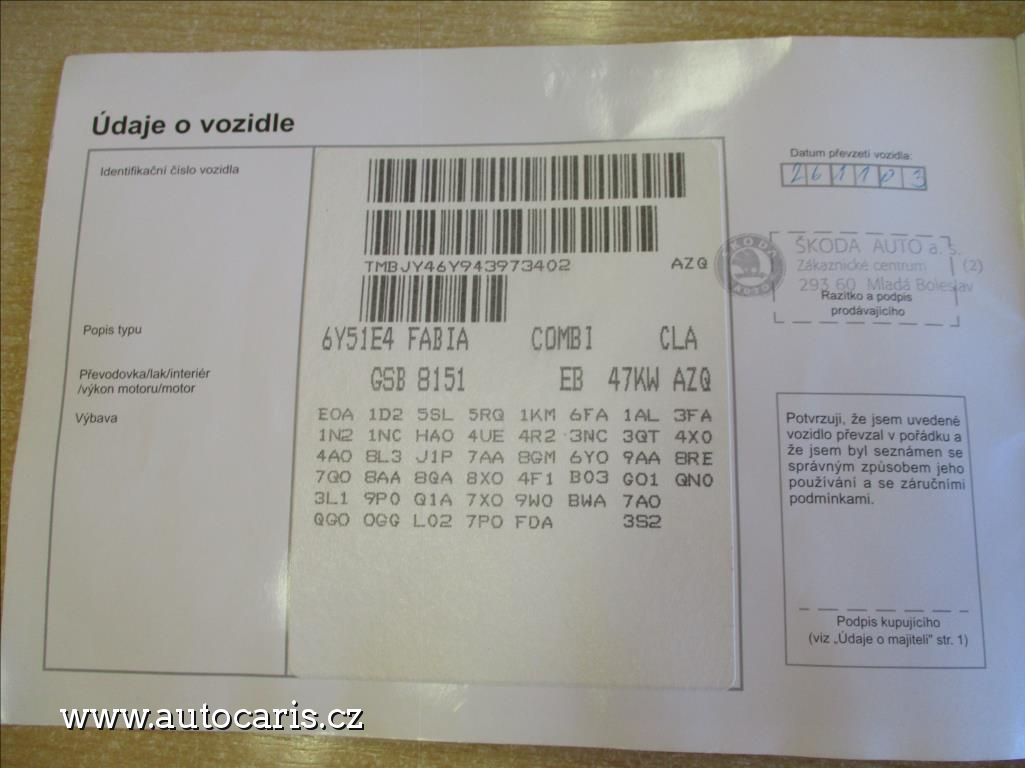 Údaje o vozidle
Identifikační číslo vozidla
TMBJY46Y943973402 AZQ
Popis typu
6Y51E4 FABIA COMBI CLA
Převodovka/lak/interiér
/výkon motoru/motor
GSB 8151 EB 47KW AZQ
Výbava
E0A 1D2 5SL 5RQ 1KM 6FA 1AL 3FA
1N2 1NC HA0 4UE 4R2 3NC 3QT 4X0
4A0 8L3 J1P 7AA 8GM 6Y0 9AA 8RE
7Q0 8AA 8QA 8X0 4F1 B03 G01 QN0
3L1 9P0 Q1A 7X0 9W0 BWA 7A0
QG0 0GG L02 7P0 FDA 3S2
Datum převzetí vozidla:
261103
ŠKODA AUTO
ŠKODA AUTO a. s.
Zákaznické centrum (2)
293 60 Mladá Boleslav
Razítko a podpis
prodávajícího
Potvrzuji, že jsem uvedené
vozidlo převzal v pořádku a
že jsem byl seznámen se
správným způsobem jeho
používání a se záručními
podmínkami.
Podpis kupujícího
(viz „Údaje o majiteli" str. 1)
www.autocaris.cz